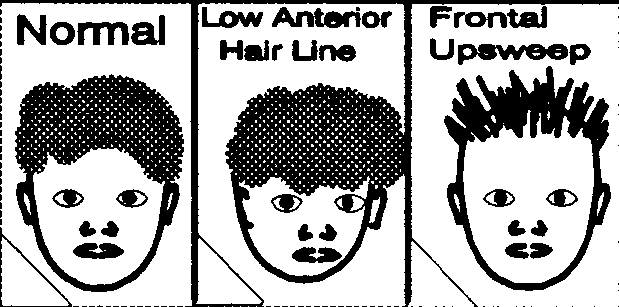 Normal
Low Anterior
Hair Line
Frontal
Upsweep